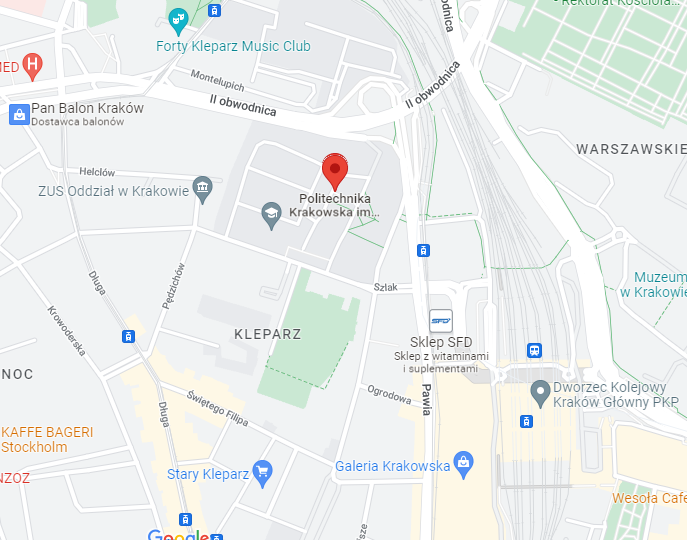 obwodnica
Rektorat Kościoła...
Forty Kleparz Music Club
MED
H
Montelupich
II obwodnica
II obwodnica
Pan Balon Kraków
Dostawca balonów
WARSZAWSKIE
Helclów
ZUS Oddział w Krakowie
Politechnika
Krakowska im...
Pędzichów
Długa
Szlak
Muzeum
w Krakowie
Krowoderska
SFD
KLEPARZ
Sklep SFD
Sklep z witaminami
i suplementami
NOC
Pawia
Ogrodowa
Dworzec Kolejowy
Kraków Główny PKP
Świętego Filipa
Długa
KAFFE BAGERI
Stockholm
Galeria Krakowska
Stary Kleparz
NZOZ
Wesoła Cafe
Google